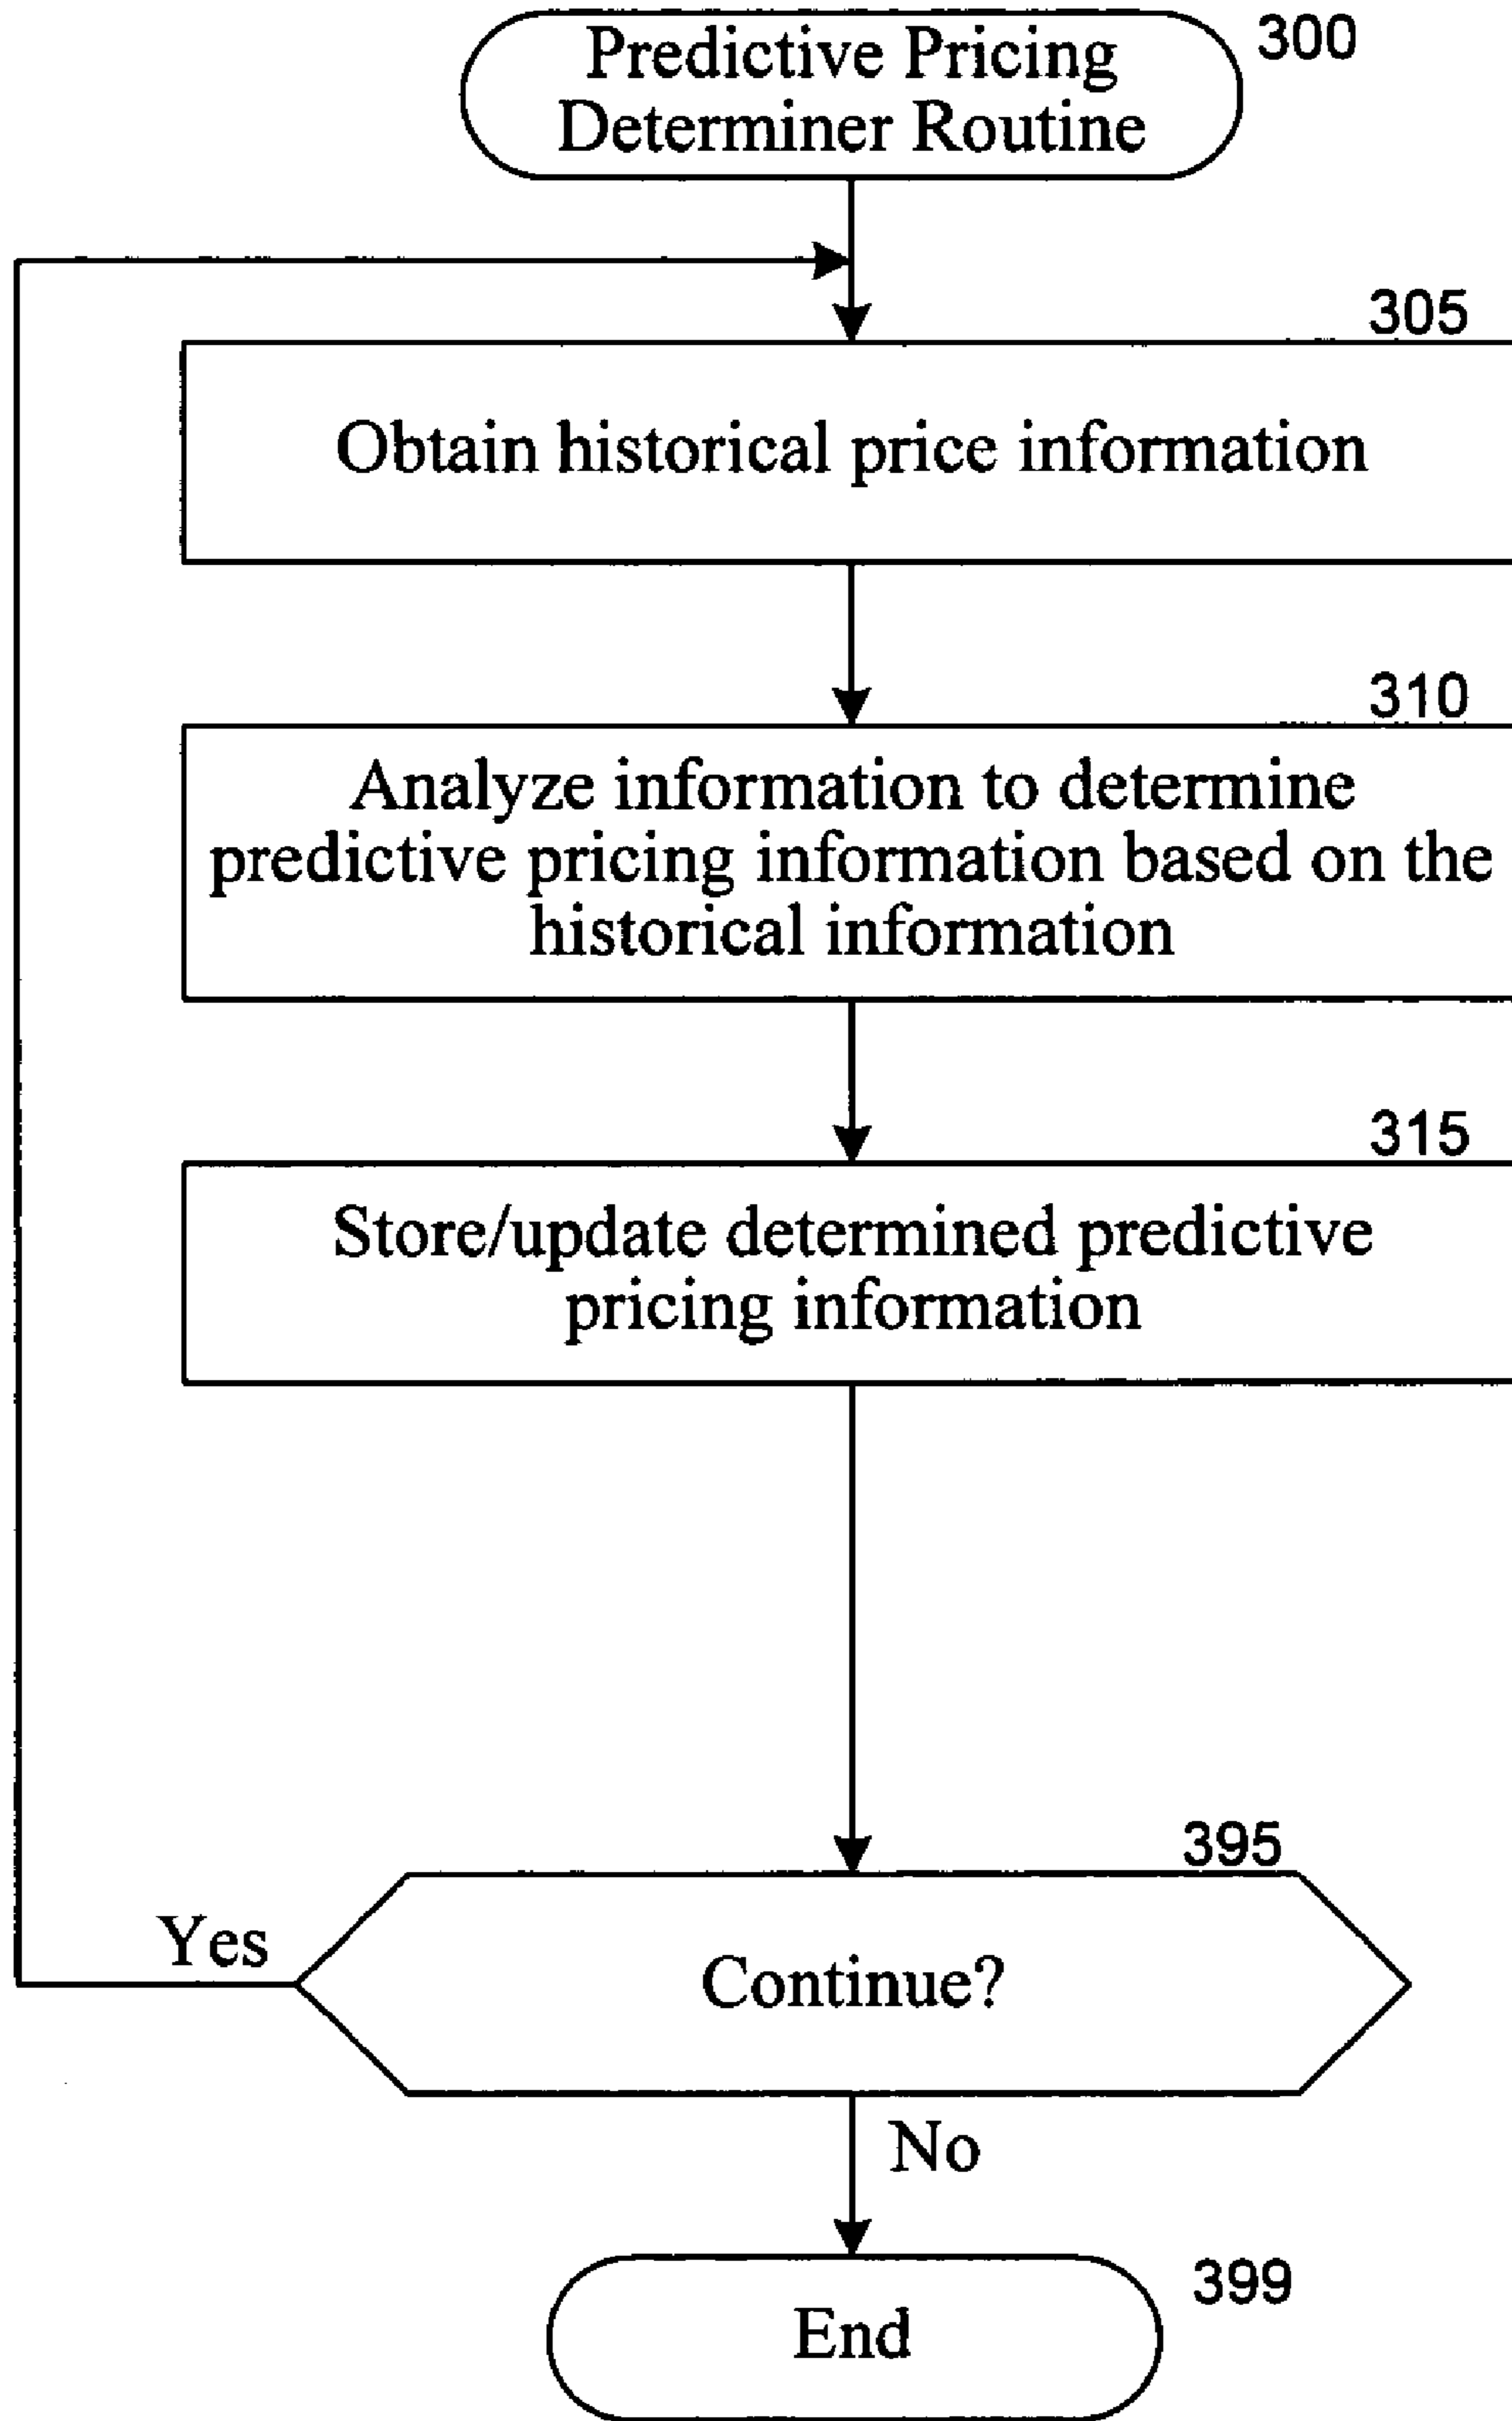 Predictive Pricing
Determiner Routine
300
305
Obtain historical price information
310
Analyze information to determine
predictive pricing information based on the
historical information
315
Store/update determined predictive
pricing information
395
Yes
Continue?
No
399
End